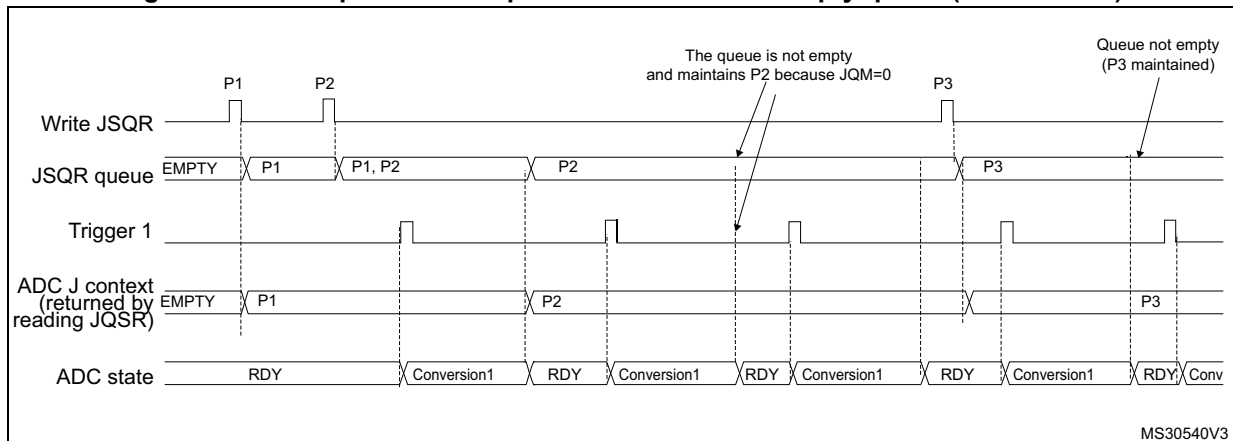 The queue is not empty
and maintains P2 because JQM=0
Queue not empty
(P3 maintained)
P1
P2
P3
Write JSQR
JSQR queue
EMPTY
P1
P1, P2
P2
P3
Trigger 1
ADC J context
(returned by
reading JQSR)
EMPTY
P1
P2
P3
ADC state
RDY
Conversion1
RDY
Conversion1
RDY
Conversion1
RDY
Conversion1
RDY
Conv
MS30540V3